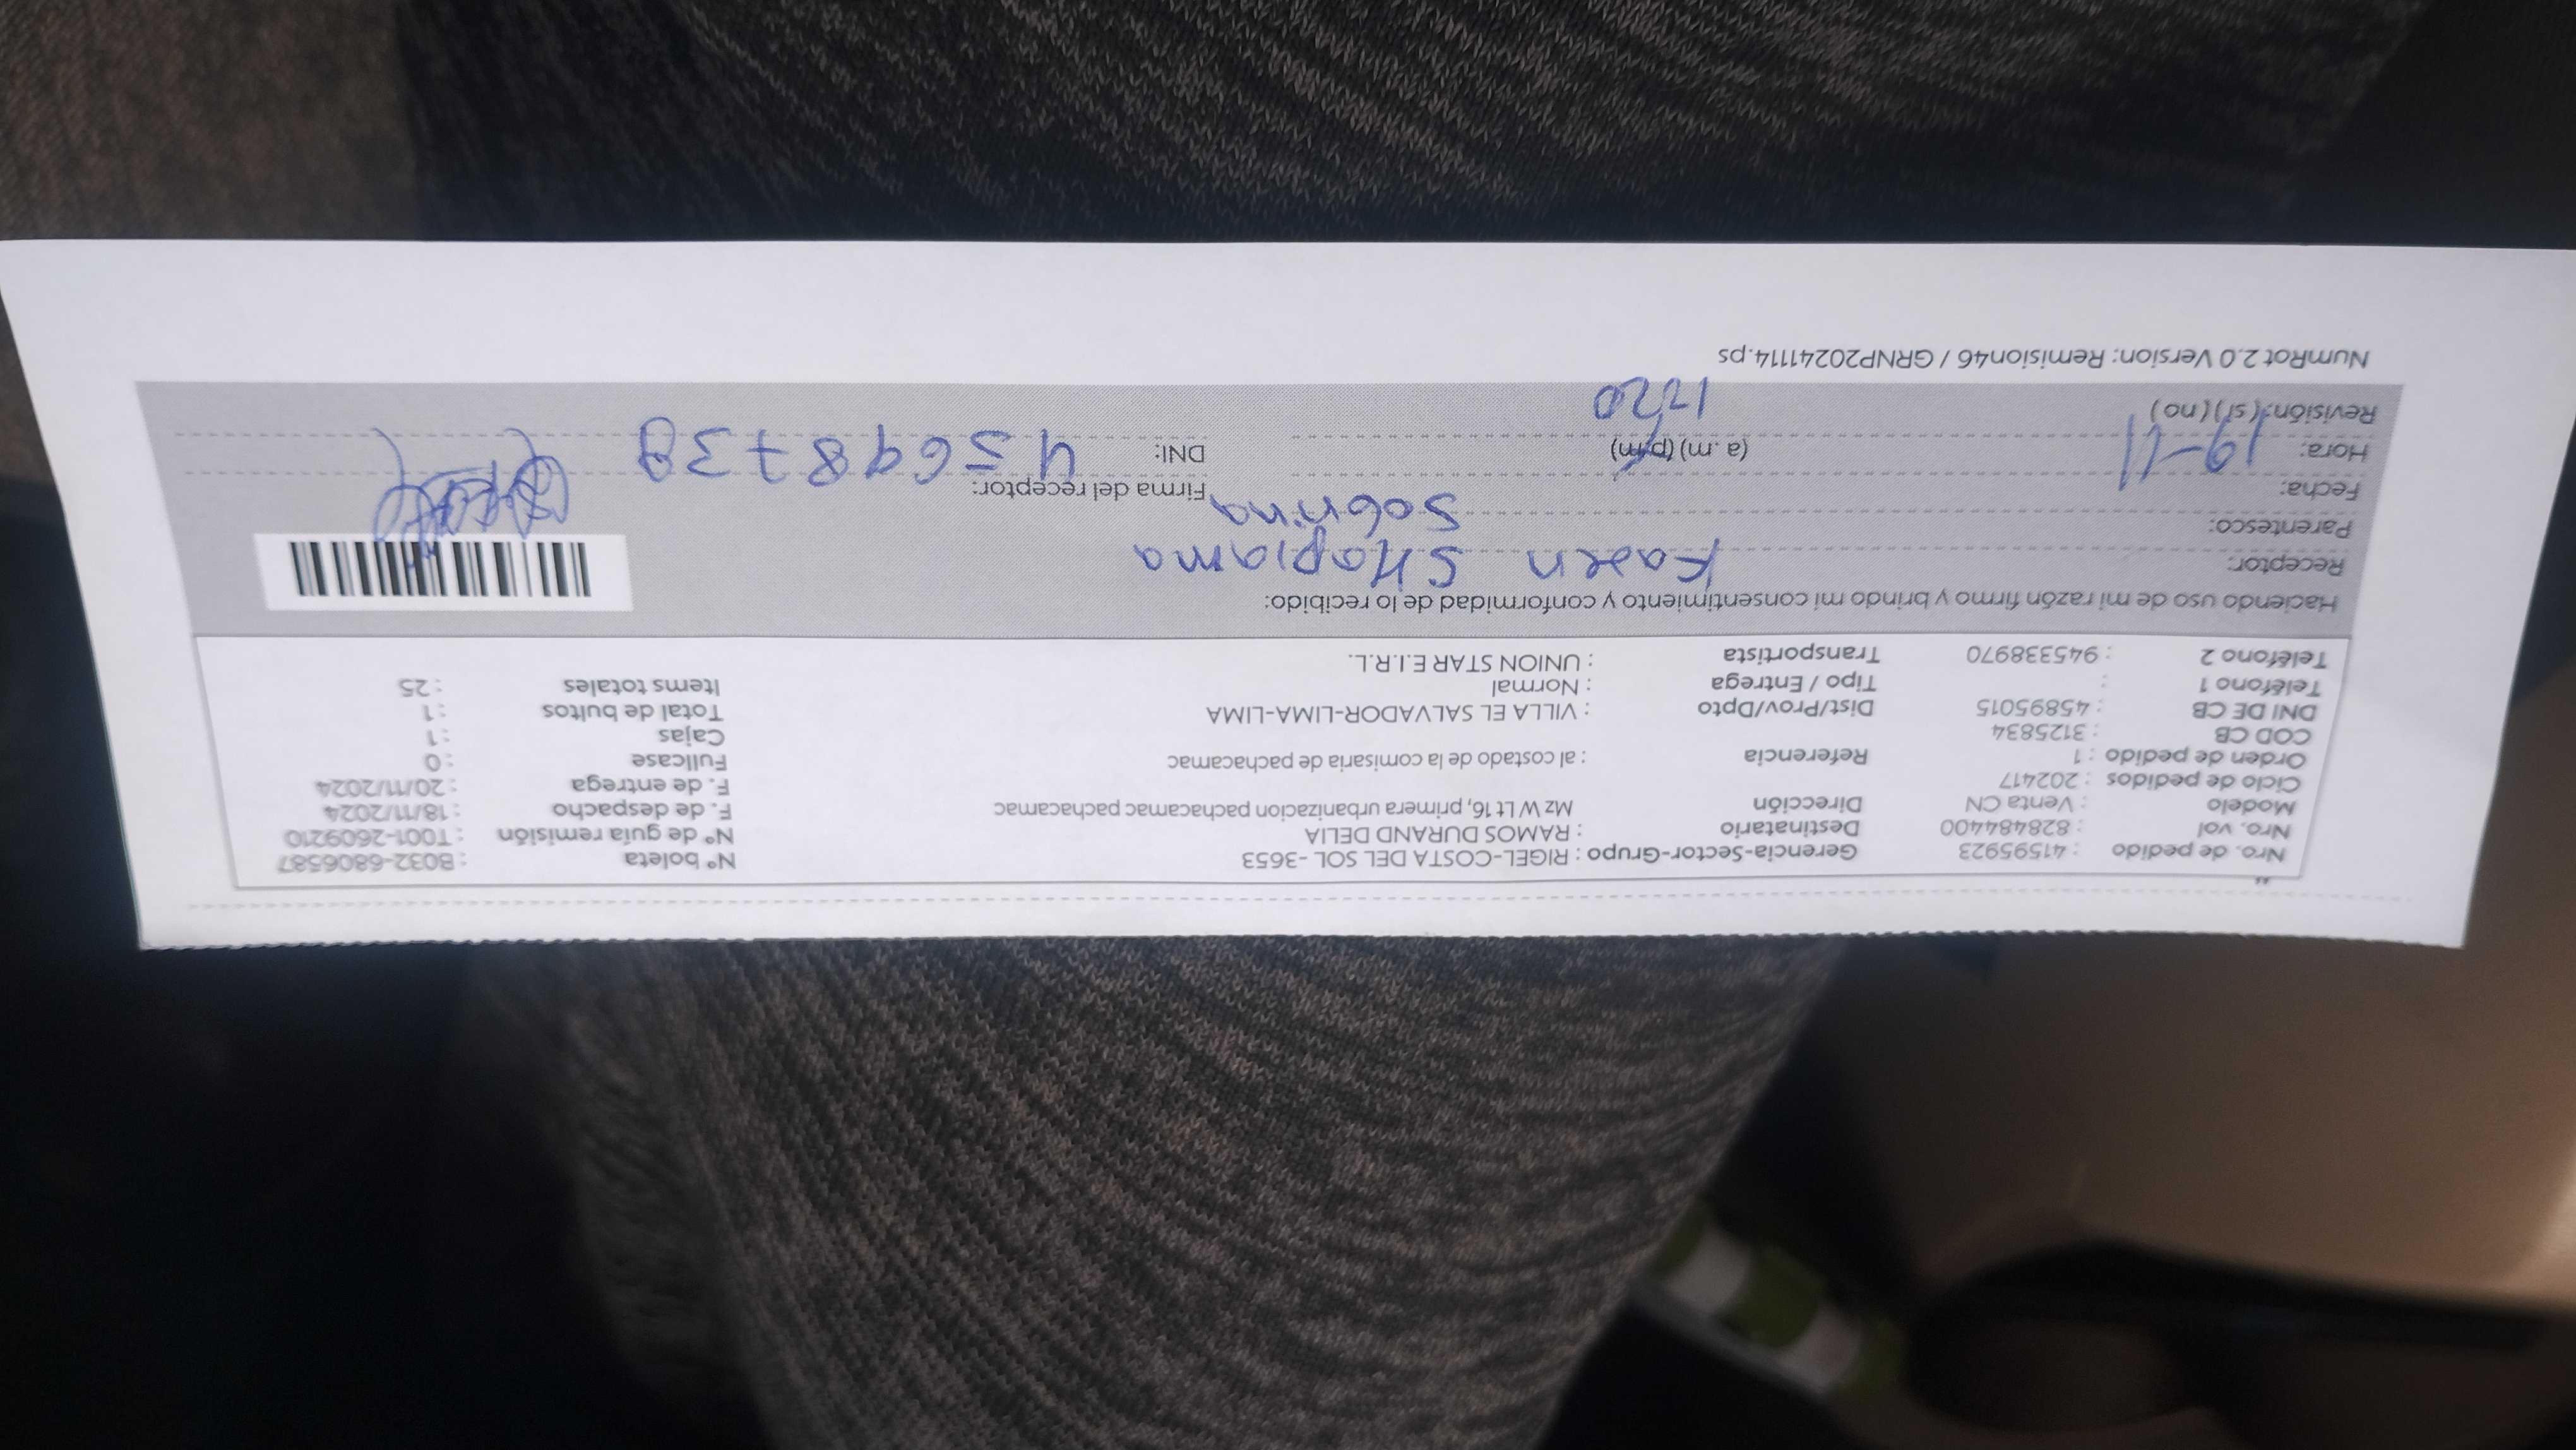 Nro. de pedido : 41595923 Gerencia-Sector-Grupo : RIGEL-COSTA DEL SOL -3653 N° boleta : B032-6806587
Nro. vol : 828484400 Destinatario : RAMOS DURAND DELIA N° de guía remisión : T001-2609210
Modelo : Venta CN Dirección Mz W Lt 16, primera urbanizacion pachacamac pachacamac F. de despacho : 18/11/2024
Ciclo de pedidos : 202417 F. de entrega : 20/11/2024
Orden de pedido : 1 Referencia : al costado de la comisaria de pachacamac Fullcase : 0
COD CB : 3125834 Cajas : 1
DNI DE CB : 45895015 Dist/Prov/Dpto : VILLA EL SALVADOR-LIMA-LIMA Total de bultos : 1
Teléfono 1 : Tipo / Entrega : Normal Items totales : 25
Teléfono 2 : 945338970 Transportista : UNION STAR E.I.R.L.
Haciendo uso de mi razón firmo y brindo mi consentimiento y conformidad de lo recibido:
Receptor: Karen SHapiama
Parentesco: Sobrina
Fecha: 19-11 Firma del receptor:
Hora: (a.m) (p.m) 1220 DNI: 45698738
Revisión: (si) (no)
NumRot 2.0 Version: Remision46 / GRNP20241114.ps